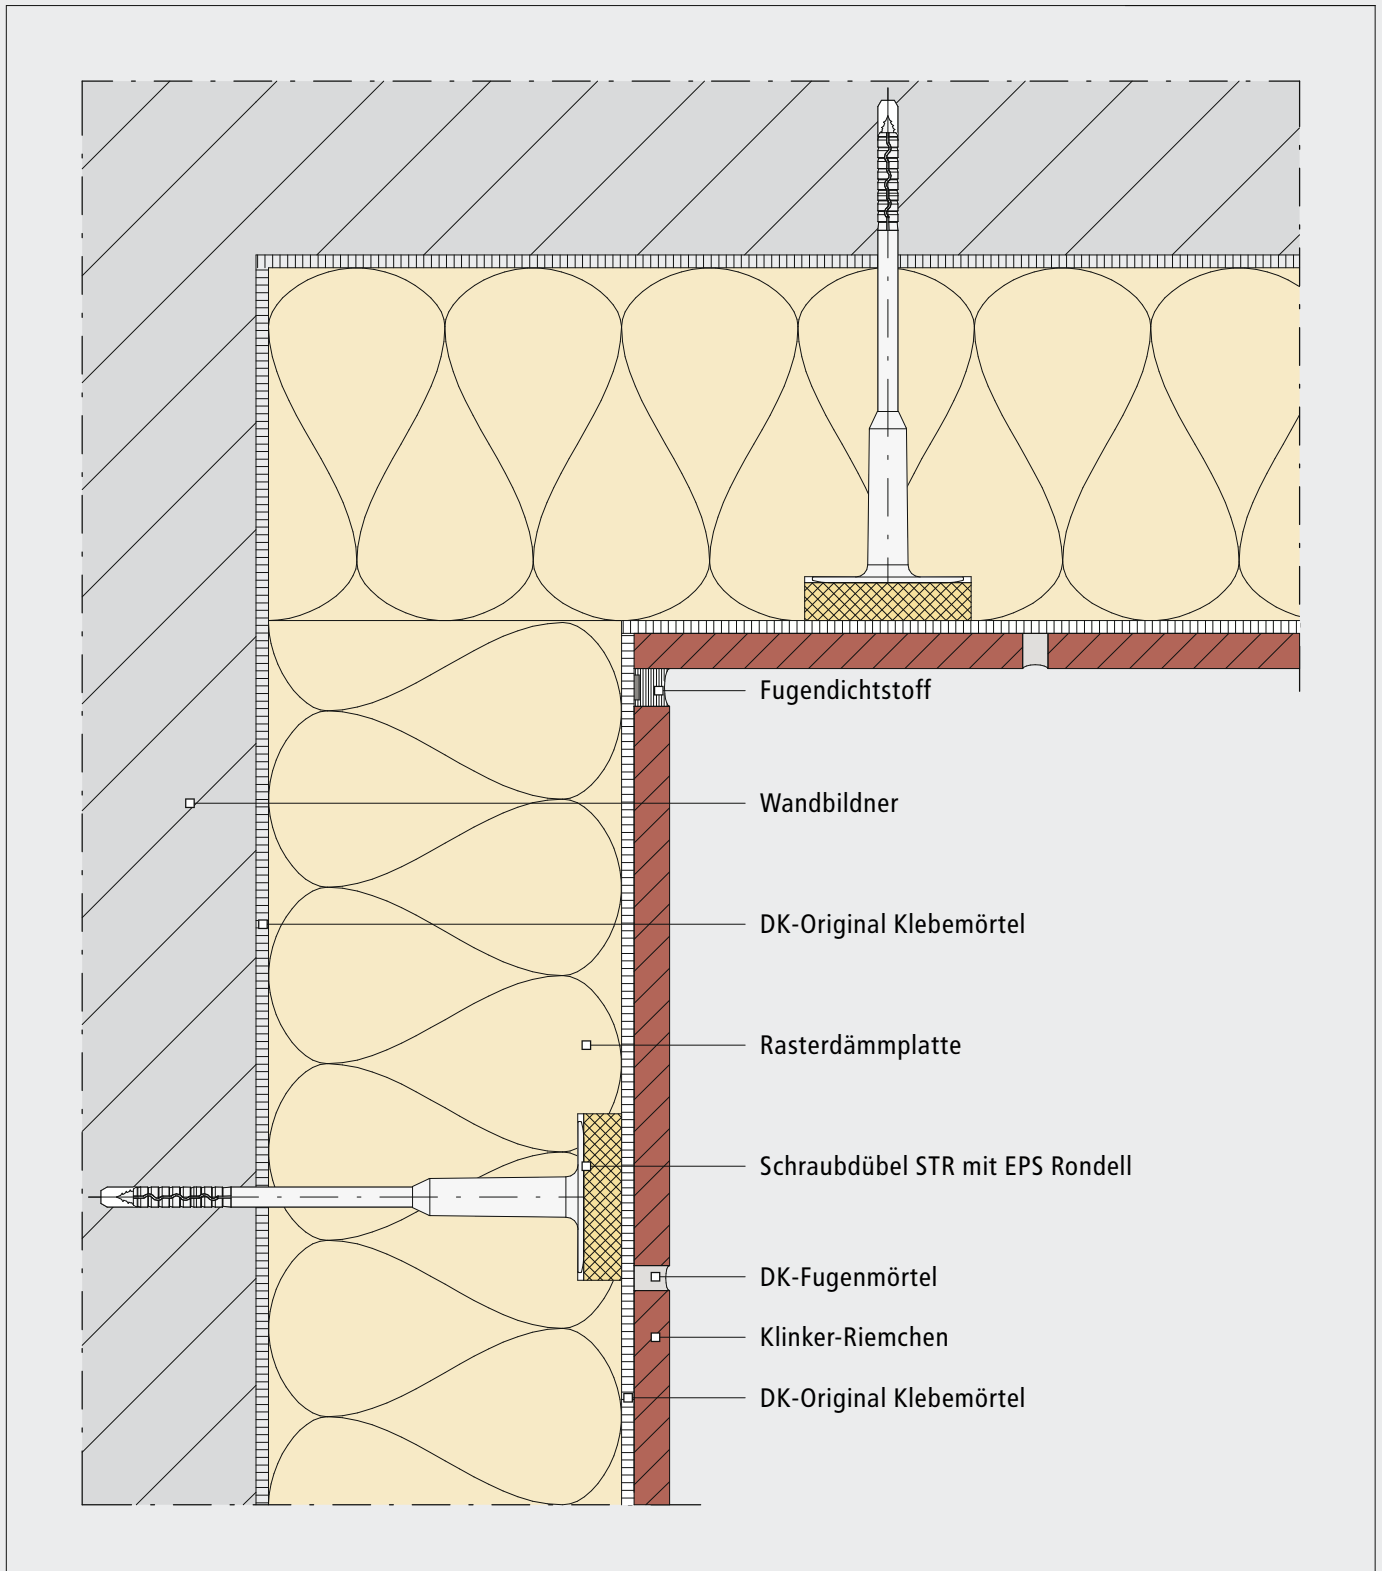 Fugendichtstoff
Wandbildner
DK-Original Klebemörtel
Rasterdämmplatte
Schraubdübel STR mit EPS Rondell
DK-Fugenmörtel
Klinker-Riemchen
DK-Original Klebemörtel